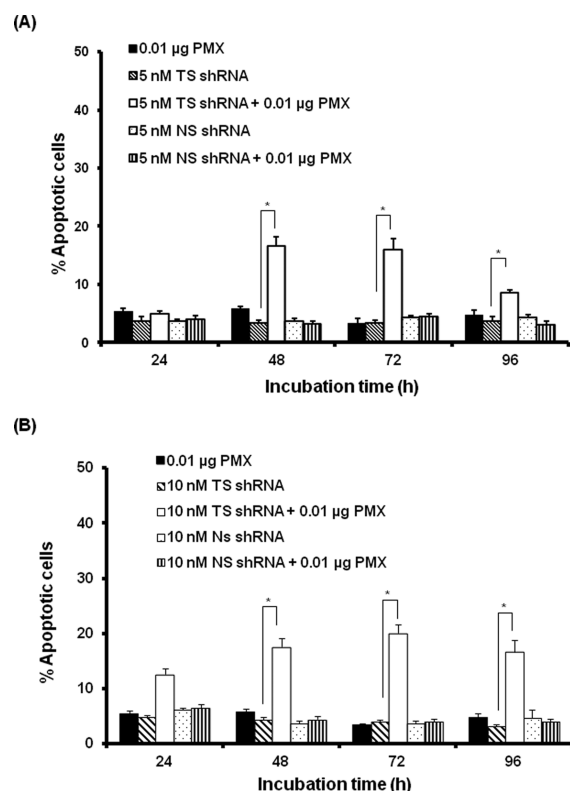 (A)
50
40
30
20
10
0
% Apoptotic cells
0.01 µg PMX
5 nM TS shRNA
5 nM TS shRNA + 0.01 µg PMX
5 nM NS shRNA
5 nM NS shRNA + 0.01 µg PMX
* * *
24 48 72 96
Incubation time (h)
(B)
50
40
30
20
10
0
% Apoptotic cells
0.01 µg PMX
10 nM TS shRNA
10 nM TS shRNA + 0.01 µg PMX
10 nM Ns shRNA
10 nM NS shRNA + 0.01 µg PMX
* * *
24 48 72 96
Incubation time (h)